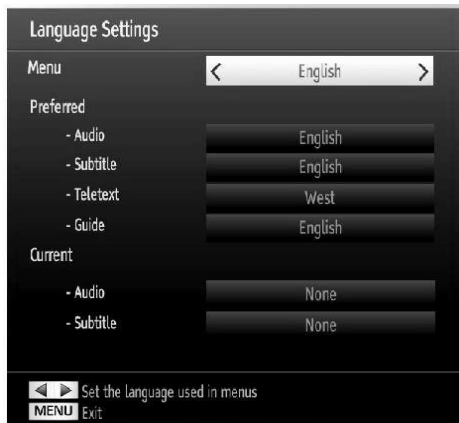 Language Settings
Menu < English >
Preferred
- Audio English
- Subtitle English
- Teletext West
- Guide English
Current
- Audio None
- Subtitle None
◄ ► Set the language used in menus
MENU Exit